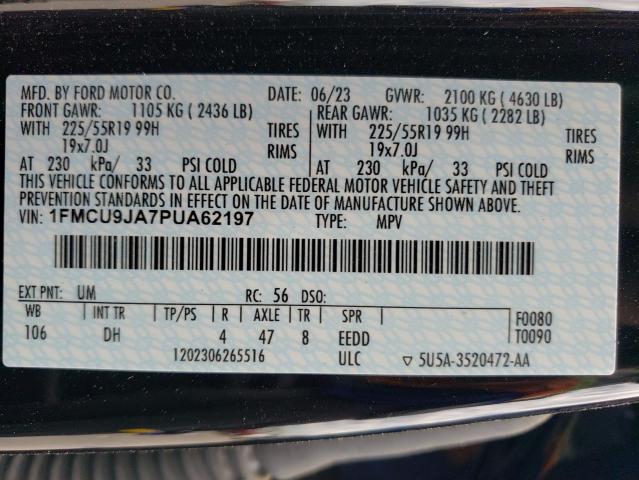 MFD. BY FORD MOTOR CO. DATE: 06/23 GVWR: 2100 KG ( 4630 LB)
FRONT GAWR: 1105 KG ( 2436 LB) REAR GAWR: 1035 KG ( 2282 LB)
WITH 225/55R19 99H TIRES WITH 225/55R19 99H TIRES
19x7.0J RIMS 19x7.0J RIMS
AT 230 kPa/ 33 PSI COLD AT 230 kPa/ 33 PSI COLD
THIS VEHICLE CONFORMS TO ALL APPLICABLE FEDERAL MOTOR VEHICLE SAFETY AND THEFT
PREVENTION STANDARDS IN EFFECT ON THE DATE OF MANUFACTURE SHOWN ABOVE.
VIN: 1FMCU9JA7PUA62197 TYPE: MPV
EXT PNT: UM RC: 56 DSO:
WB INT TR TP/PS R AXLE TR SPR F0080
106 DH 4 47 8 EEDD T0090
1202306265516 ULC ▽ 5U5A-3520472-AA